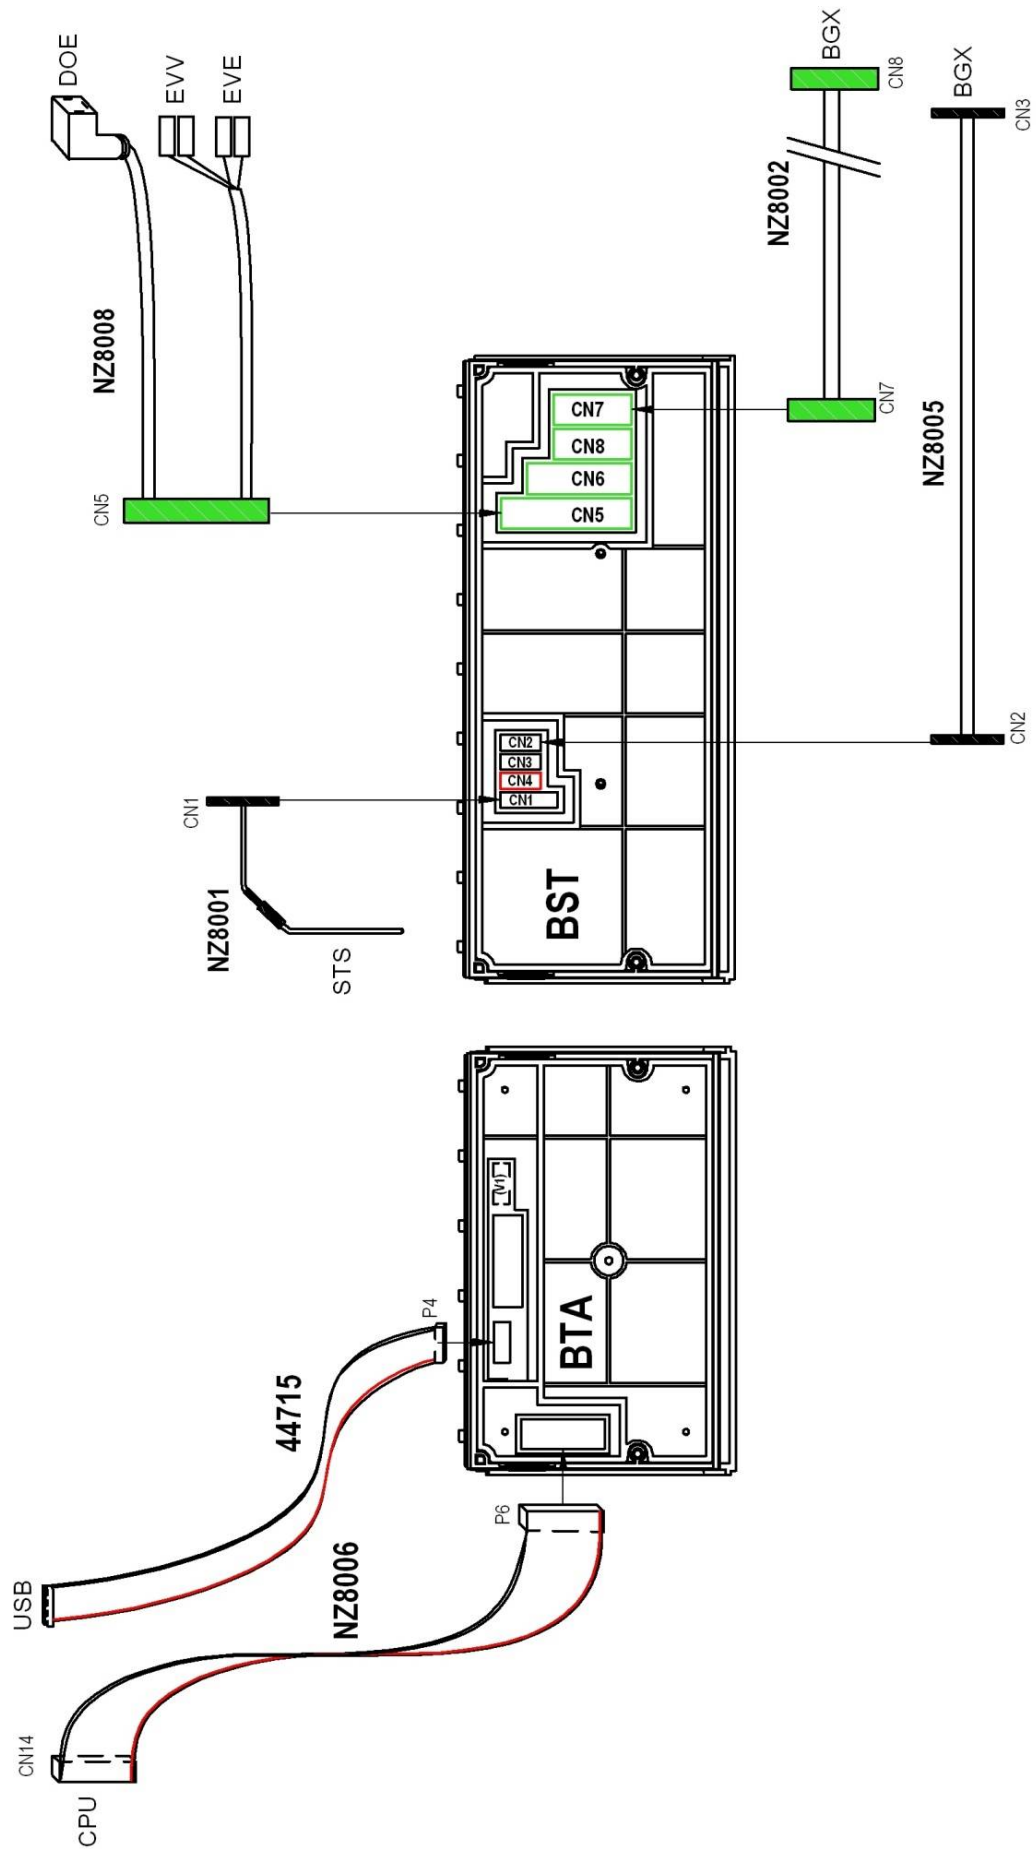 DOE
EVV
EVE
NZ8008
CN5
BGX
CN8
NZ8002
CN7
BGX
CN3
NZ8005
CN2
CN7
CN8
CN6
CN5
CN2
CN3
CN4
CN1
BST
CN1
NZ8001
STS
(V1)
BTA
P4
44715
USB
P6
NZ8006
CN14
CPU